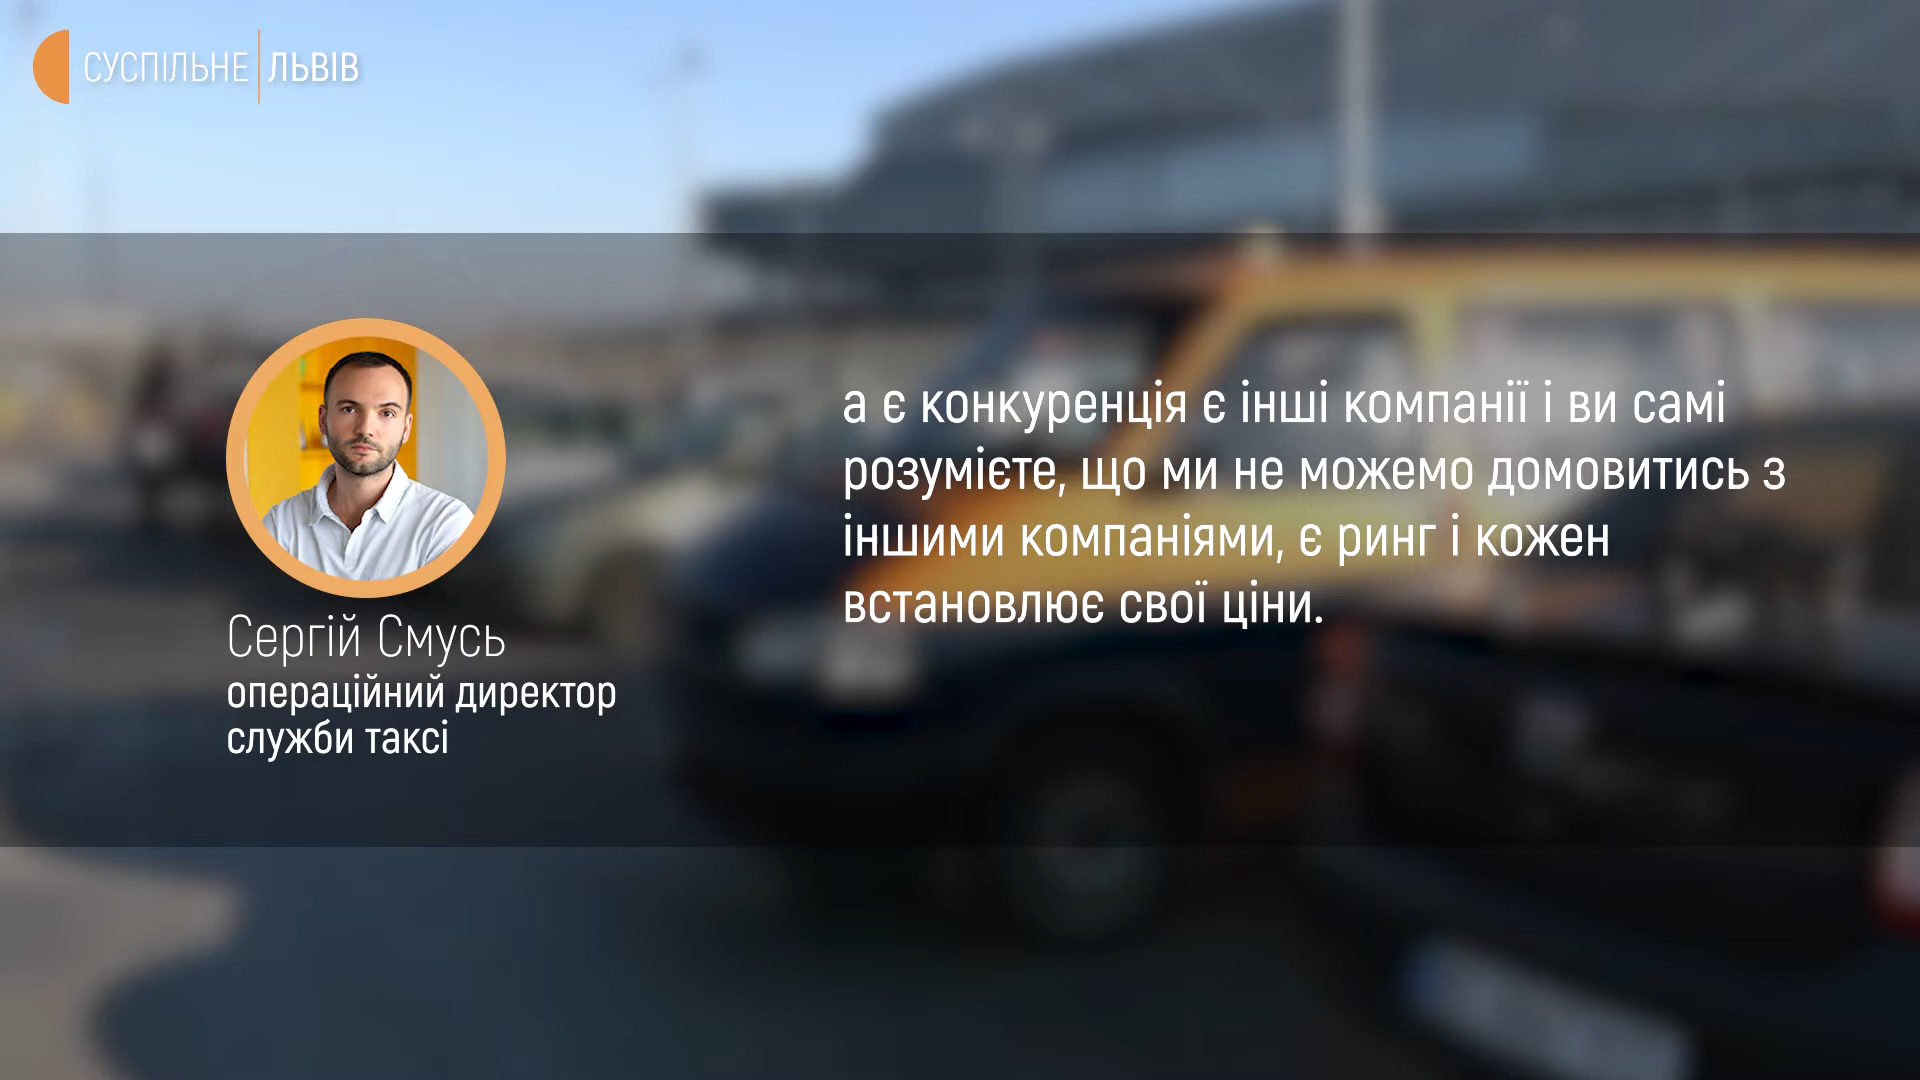 СУСПІЛЬНЕ ЛЬВІВ
а є конкуренція є інші компанії і ви самі
розумієте, що ми не можемо домовитись з
іншими компаніями, є ринг і кожен
встановлює свої ціни.
Сергій Смусь
операційний директор
служби таксі